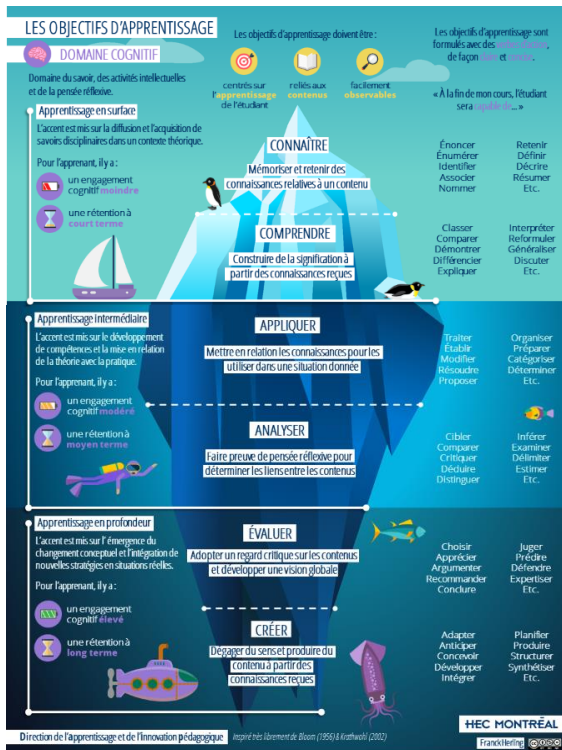 LES OBJECTIFS D'APPRENTISSAGE
DOMAINE COGNITIF
Domaine du savoir, des activités intellectuelles
et de la pensée réflexive.
Les objectifs d'apprentissage doivent être :
centrés sur
l'apprentissage
de l'étudiant
reliés aux
contenus
facilement
observables
Les objectifs d'apprentissage sont
formulés avec des
de façon claire et
« À la fin de mon cours, l'étudiant
sera capable de... »
Apprentissage en surface
L'accent est mis sur la diffusion et l'acquisition de
savoirs disciplinaires dans un contexte théorique.
Pour l'apprenant, il y a :
un engagement
cognitif moindre
une rétention à
court terme
CONNAÎTRE
Mémoriser et retenir des
connaissances relatives à un contenu
Énoncer
Énumérer
Identifier
Associer
Nommer
Retenir
Définir
Décrire
Résumer
Etc.
COMPRENDRE
Construire de la signification à
partir des connaissances reçues
Classer
Comparer
Démontrer
Différencier
Expliquer
Interpréter
Reformuler
Généraliser
Discuter
Etc.
Apprentissage intermédiaire
L'accent est mis sur le développement
de compétences et la mise en relation
de la théorie avec la pratique.
Pour l'apprenant, il y a :
un engagement
cognitif modéré
une rétention à
moyen terme
APPLIQUER
Mettre en relation les connaissances pour les
utiliser dans une situation donnée
Traiter
Établir
Modifier
Résoudre
Proposer
Organiser
Préparer
Catégoriser
Déterminer
Etc.
ANALYSER
Faire preuve de pensée réflexive pour
déterminer les liens entre les contenus
Cibler
Comparer
Critiquer
Déduire
Distinguer
Inférer
Examiner
Délimiter
Estimer
Etc.
Apprentissage en profondeur
L'accent est mis sur l' émergence du
changement conceptuel et l'intégration de
nouvelles stratégies en situations réelles.
Pour l'apprenant, il y a :
un engagement
cognitif élevé
une rétention à
long terme
ÉVALUER
Adopter un regard critique sur les contenus
et développer une vision globale
Choisir
Apprécier
Argumenter
Recommander
Conclure
Juger
Prédire
Défendre
Expertiser
Etc.
CRÉER
Dégager du sens et produire du
contenu à partir des
connaissances reçues
Adapter
Anticiper
Concevoir
Développer
Intégrer
Planifier
Produire
Structurer
Synthétiser
Etc.
HEC MONTRÉAL
Direction de l'apprentissage et de l'innovation pédagogique
Inspiré très librement de Bloom (1956) & Krathwohl (2002)
Franck Hering